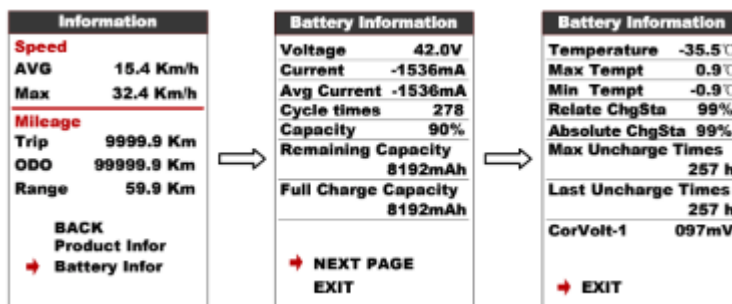 Information
Speed
AVG 15.4 Km/h
Max 32.4 Km/h
Mileage
Trip 9999.9 Km
ODO 99999.9 Km
Range 59.9 Km
BACK
Product Infor
Battery Infor
Battery Information
Voltage 42.0V
Current -1536mA
Avg Current -1536mA
Cycle times 278
Capacity 90%
Remaining Capacity
8192mAh
Full Charge Capacity
8192mAh
NEXT PAGE
EXIT
Battery Information
Temperature -35.5℃
Max Tempt 0.9℃
Min Tempt -0.9℃
Relate ChgSta 99%
Absolute ChgSta 99%
Max Uncharge Times
257 h
Last Uncharge Times
257 h
CorVolt-1 097mV
EXIT